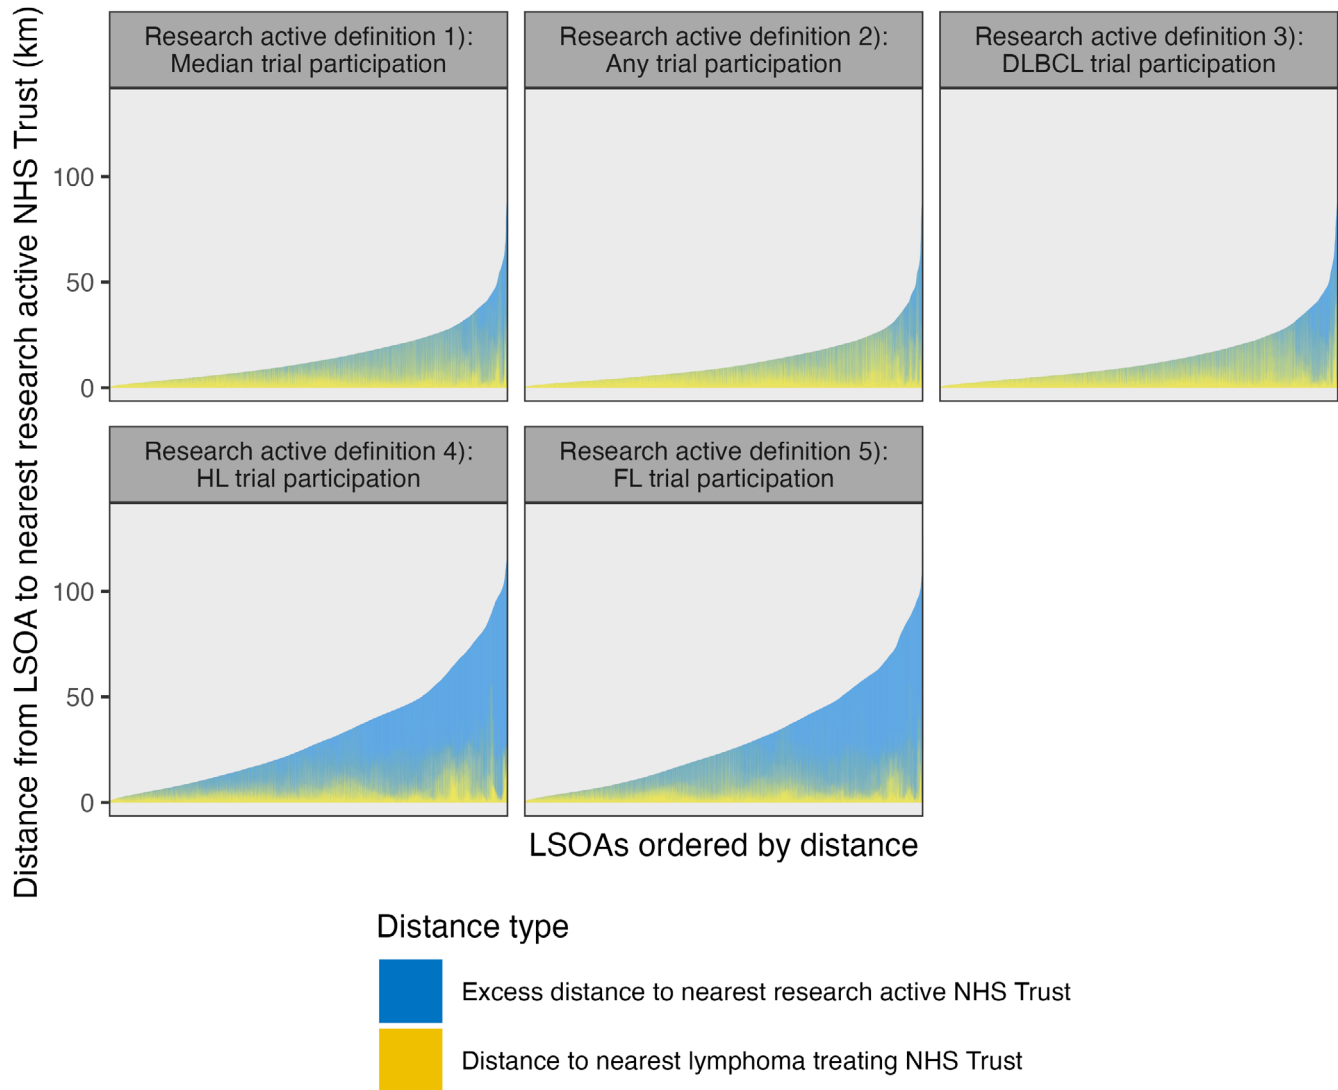 Distance from LSOA to nearest research active NHS Trust (km)
Research active definition 1):
Median trial participation
Research active definition 2):
Any trial participation
Research active definition 3):
DLBCL trial participation
100
50
0
Research active definition 4):
HL trial participation
Research active definition 5):
FL trial participation
100
50
0
LSOAs ordered by distance
Distance type
Excess distance to nearest research active NHS Trust
Distance to nearest lymphoma treating NHS Trust